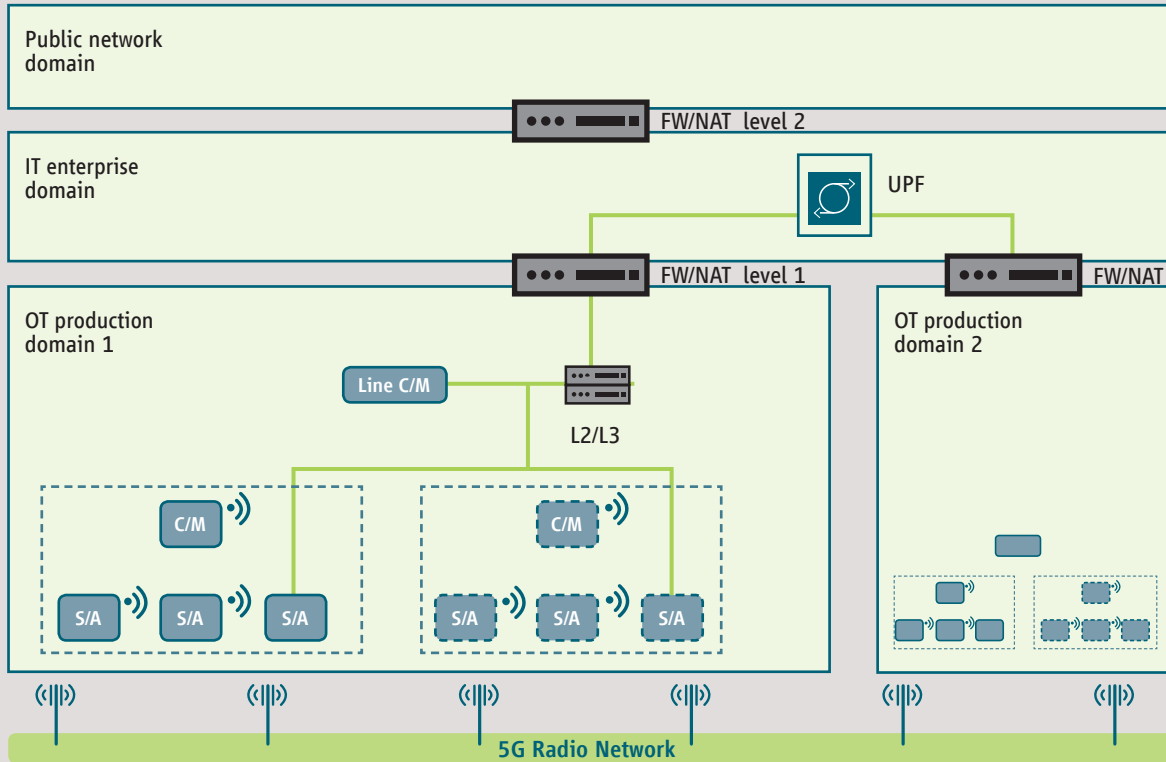 Public network
domain
FW/NAT level 2
IT enterprise
domain
UPF
FW/NAT level 1
FW/NAT
OT production
domain 1
OT production
domain 2
Line C/M
L2/L3
C/M
C/M
S/A
S/A
S/A
S/A
S/A
S/A
5G Radio Network